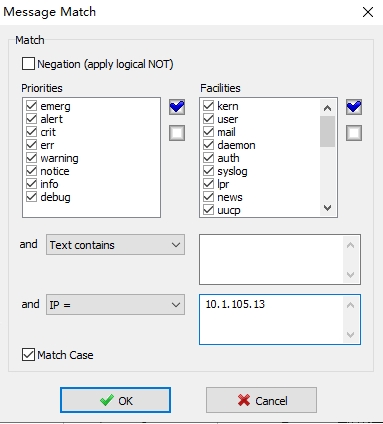 Message Match
Match
Negation (apply logical NOT)
Priorities
emerg
alert
crit
err
warning
notice
info
debug
Facilities
kern
user
mail
daemon
auth
syslog
lpr
news
uucp
and Text contains
and IP = 10.1.105.13
Match Case
OK Cancel